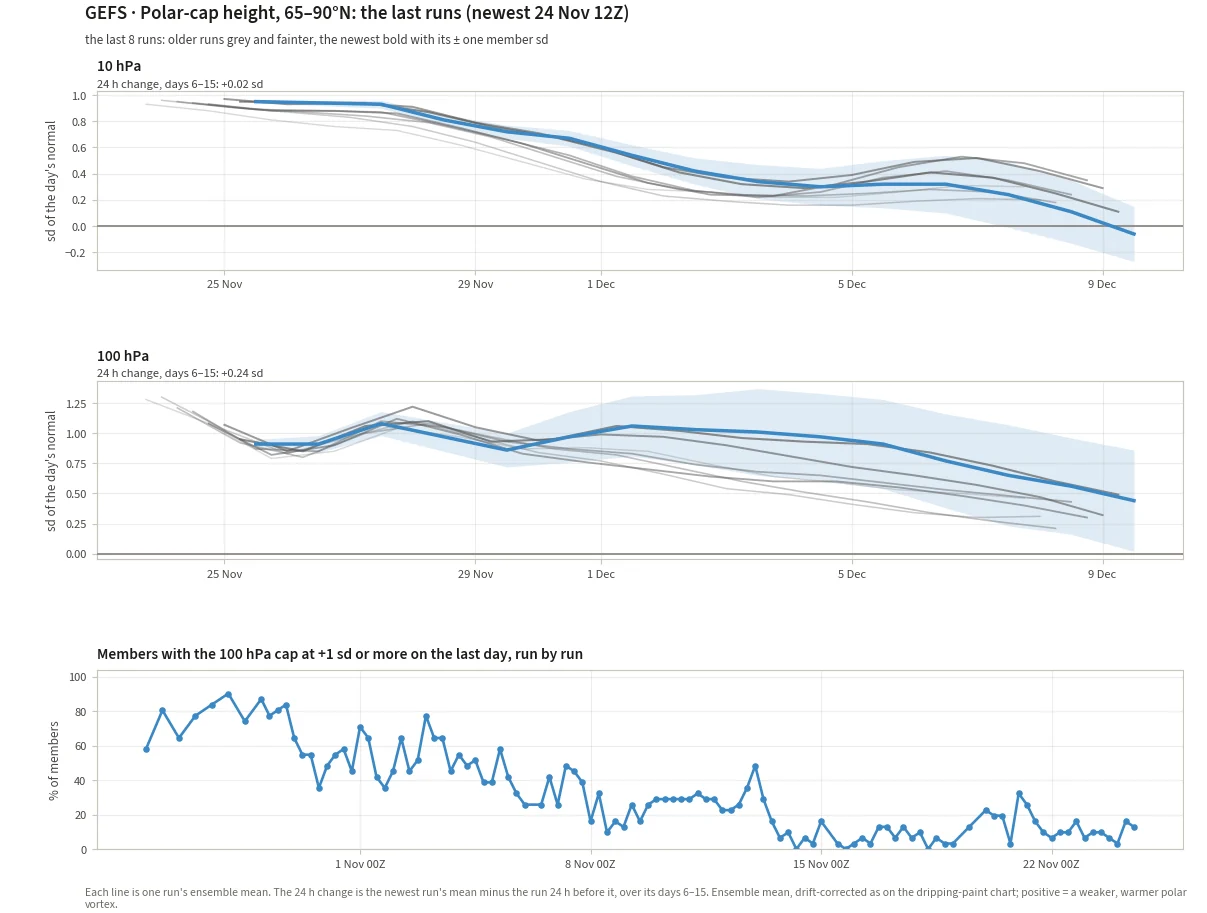 GEFS · Polar-cap height, 65–90°N: the last runs (newest 24 Nov 12Z)
the last 8 runs: older runs grey and fainter, the newest bold with its ± one member sd
10 hPa
24 h change, days 6–15: +0.02 sd
sd of the day's normal
1.0
0.8
0.6
0.4
0.2
0.0
−0.2
25 Nov
29 Nov
1 Dec
5 Dec
9 Dec
100 hPa
24 h change, days 6–15: +0.24 sd
sd of the day's normal
1.25
1.00
0.75
0.50
0.25
0.00
25 Nov
29 Nov
1 Dec
5 Dec
9 Dec
Members with the 100 hPa cap at +1 sd or more on the last day, run by run
% of members
100
80
60
40
20
0
1 Nov 00Z
8 Nov 00Z
15 Nov 00Z
22 Nov 00Z
Each line is one run's ensemble mean. The 24 h change is the newest run's mean minus the run 24 h before it, over its days 6–15. Ensemble mean, drift-corrected as on the dripping-paint chart; positive = a weaker, warmer polar
vortex.